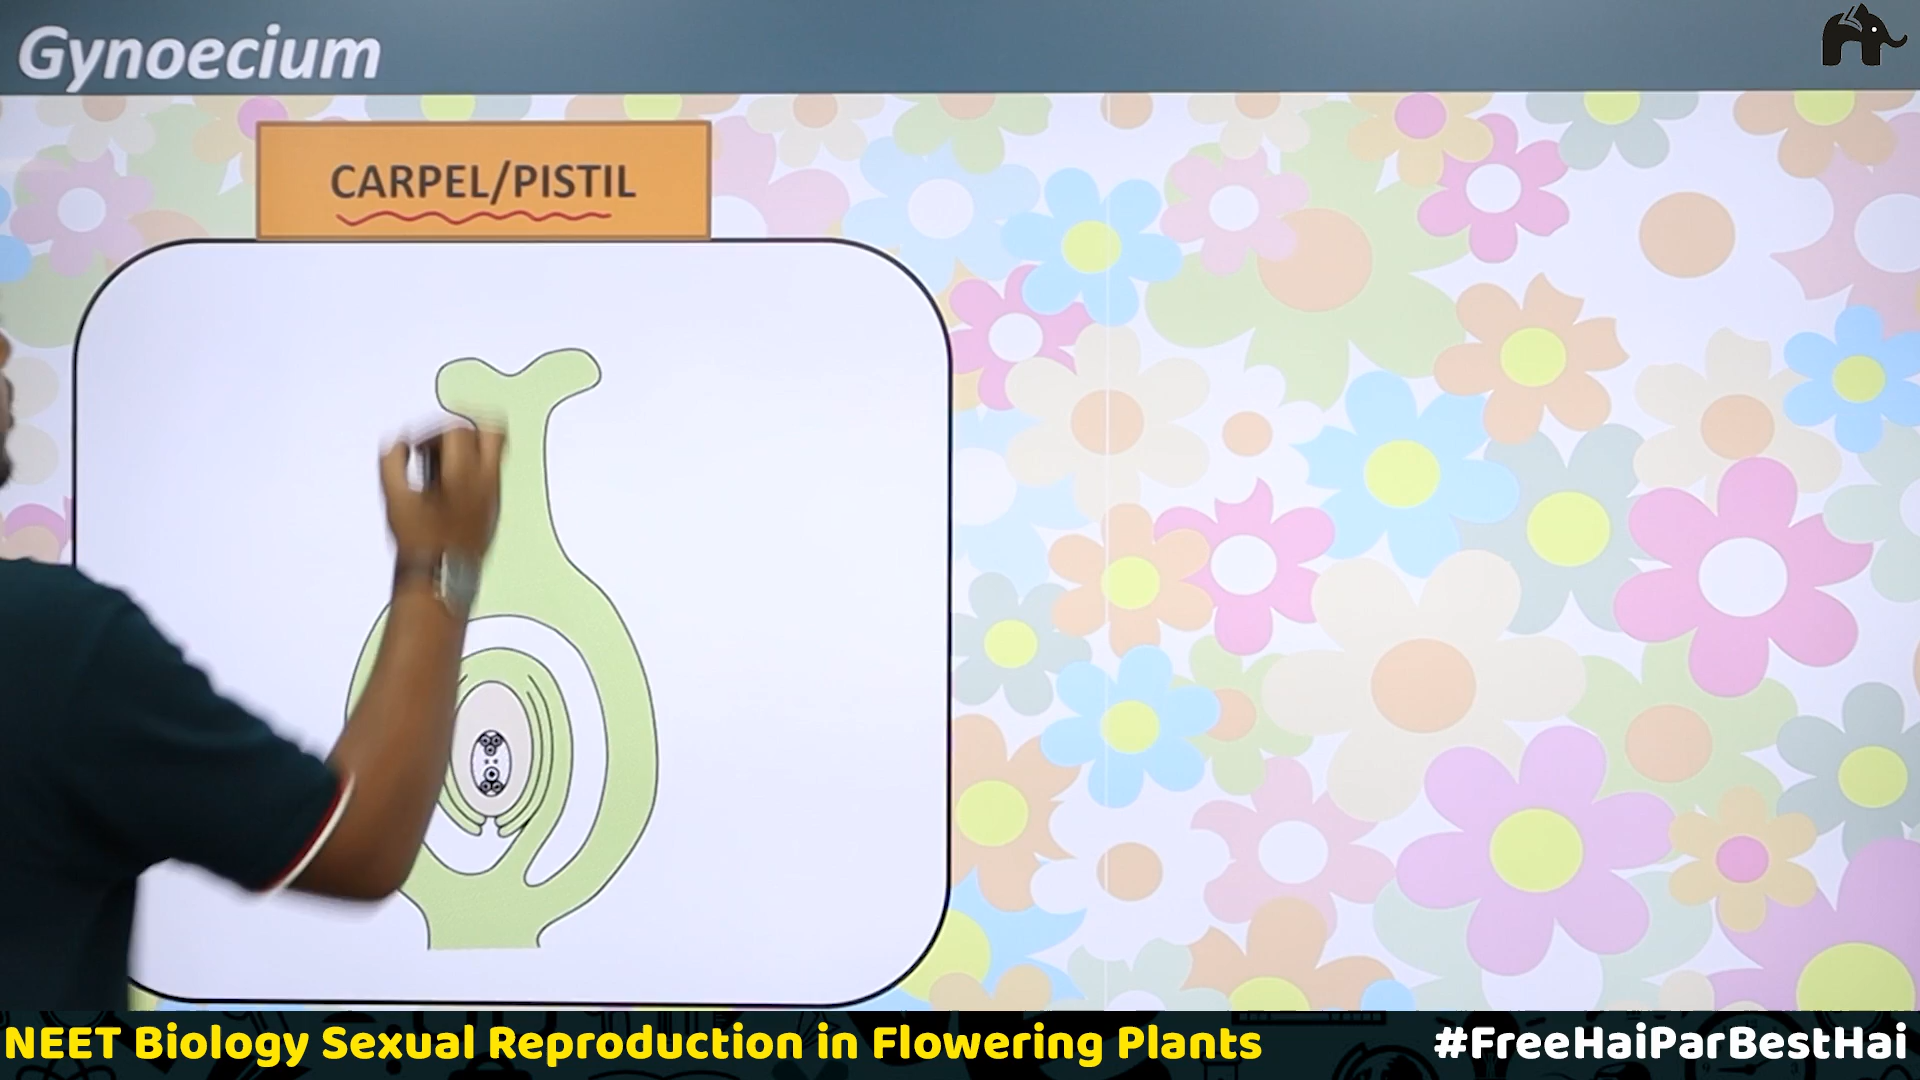 Gynoecium
CARPEL/PISTIL
NEET Biology Sexual Reproduction in Flowering Plants
#FreeHaiParBestHai